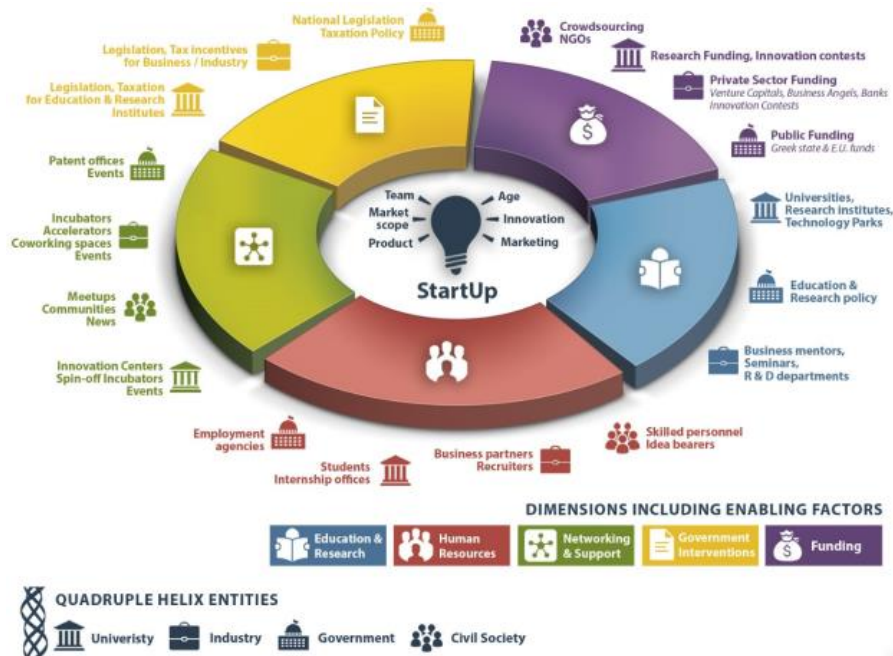 National Legislation
Taxation Policy
Legislation, Tax incentives
for Business / Industry
Legislation, Taxation
for Education & Research
Institutes
Crowdsourcing
NGOs
Research Funding, Innovation contests
Private Sector Funding
Venture Capitals, Business Angels, Banks
Innovation Contests
Public Funding
Greek state & E.U. funds
Patent offices
Events
Incubators
Accelerators
Coworking spaces
Events
Meetups
Communities
News
Innovation Centers
Spin-off Incubators
Events
Team
Market
scope
Product
Age
Innovation
Marketing
StartUp
Universities,
Research institutes,
Technology Parks
Education &
Research policy
Business mentors,
Seminars,
R & D departments
Employment
agencies
Students
Internship offices
Business partners
Recruiters
Skilled personnel
Idea bearers
DIMENSIONS INCLUDING ENABLING FACTORS
Education &
Research
Human
Resources
Networking
& Support
Government
Interventions
Funding
QUADRUPLE HELIX ENTITIES
Univeristy
Industry
Government
Civil Society